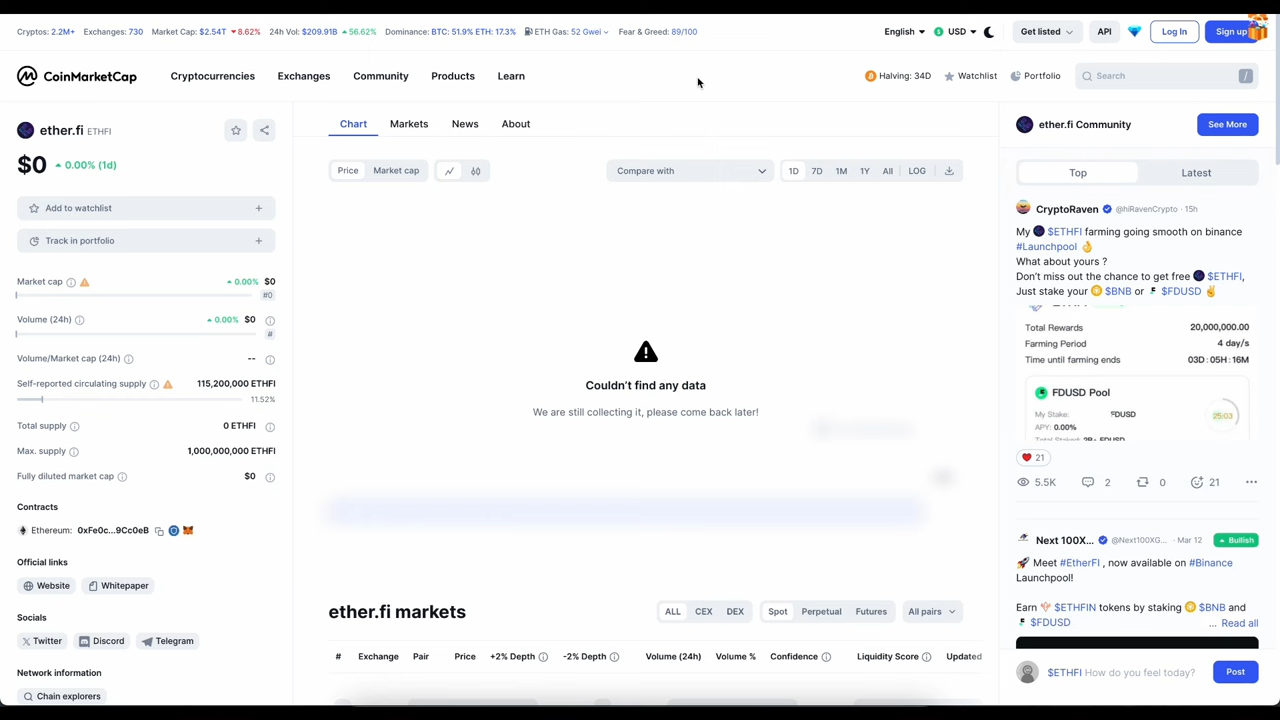 Cryptos: 2.2M+ Exchanges: 730 Market Cap: $2.54T 8.62% 24h Vol: $209.91B 56.62% Dominance: BTC: 51.9% ETH: 17.3% ETH Gas: 52 Gwei Fear & Greed: 89/100
English USD Get listed API Log In Sign up
CoinMarketCap Cryptocurrencies Exchanges Community Products Learn
Halving: 34D Watchlist Portfolio Search /
ether.fi ETHFI
$0 0.00% (1d)
Add to watchlist +
Track in portfolio +
Market cap 0.00% $0
#0
Volume (24h) 0.00% $0
#
Volume/Market cap (24h) --
Self-reported circulating supply 115,200,000 ETHFI
11.52%
Total supply 0 ETHFI
Max. supply 1,000,000,000 ETHFI
Fully diluted market cap $0
Contracts
Ethereum: 0xFe0c...9Cc0eB
Official links
Website Whitepaper
Socials
Twitter Discord Telegram
Network information
Chain explorers
Chart Markets News About
Price Market cap Compare with 1D 7D 1M 1Y All LOG
Couldn't find any data
We are still collecting it, please come back later!
ether.fi markets ALL CEX DEX Spot Perpetual Futures All pairs
# Exchange Pair Price +2% Depth -2% Depth Volume (24h) Volume % Confidence Liquidity Score Updated
ether.fi Community See More
Top Latest
CryptoRaven @hiRavenCrypto · 15h
My $ETHFI farming going smooth on binance
#Launchpool
What about yours ?
Don't miss out the chance to get free $ETHFI,
Just stake your $BNB or $FDUSD
Total Rewards 20,000,000.00
Farming Period 4 day/s
Time until farming ends 03D : 05H : 16M
FDUSD Pool
My Stake: FDUSD
25:03
APY: 0.00%
21
5.5K 2 0 21
Next 100X... @Next100XG... · Mar 12 Bullish
Meet #EtherFI , now available on #Binance
Launchpool!
Earn $ETHFIN tokens by staking $BNB and
$FDUSD ... Read all
$ETHFI How do you feel today? Post